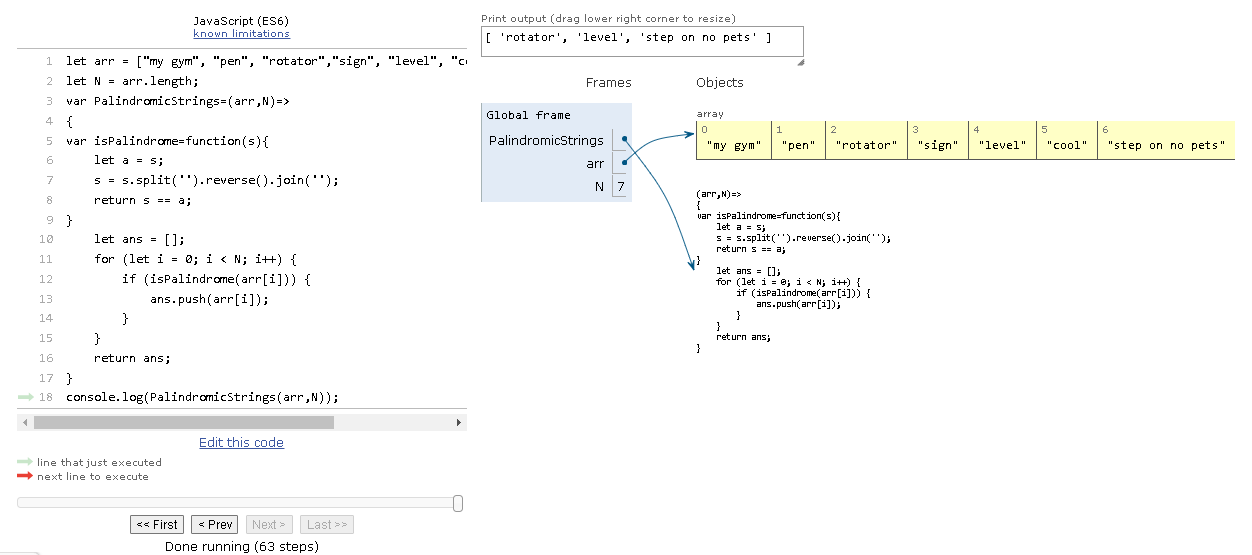 JavaScript (ES6)
known limitations
1 let arr = ["my gym", "pen", "rotator","sign", "level", "co
2 let N = arr.length;
3 var PalindromicStrings=(arr,N)=>
4 {
5 var isPalindrome=function(s){
6     let a = s;
7     s = s.split('').reverse().join('');
8     return s == a;
9 }
10     let ans = [];
11     for (let i = 0; i < N; i++) {
12         if (isPalindrome(arr[i])) {
13             ans.push(arr[i]);
14         }
15     }
16     return ans;
17 }
18 console.log(PalindromicStrings(arr,N));
Edit this code
line that just executed
next line to execute
<< First < Prev Next > Last >>
Done running (63 steps)
Print output (drag lower right corner to resize)
[ 'rotator', 'level', 'step on no pets' ]
Frames Objects
Global frame
PalindromicStrings
arr
N 7
array
0 1 2 3 4 5 6
"my gym" "pen" "rotator" "sign" "level" "cool" "step on no pets"
(arr,N)=>
{
var isPalindrome=function(s){
    let a = s;
    s = s.split('').reverse().join('');
    return s == a;
}
    let ans = [];
    for (let i = 0; i < N; i++) {
        if (isPalindrome(arr[i])) {
            ans.push(arr[i]);
        }
    }
    return ans;
}